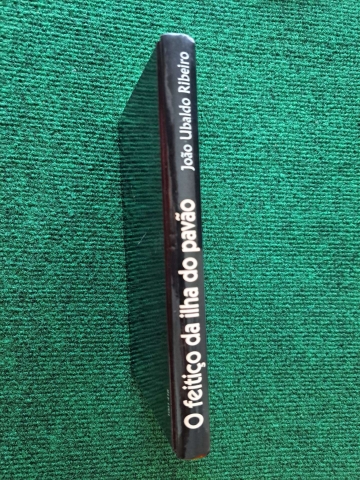 O feitiço da ilha do pavão
João Ubaldo Ribeiro